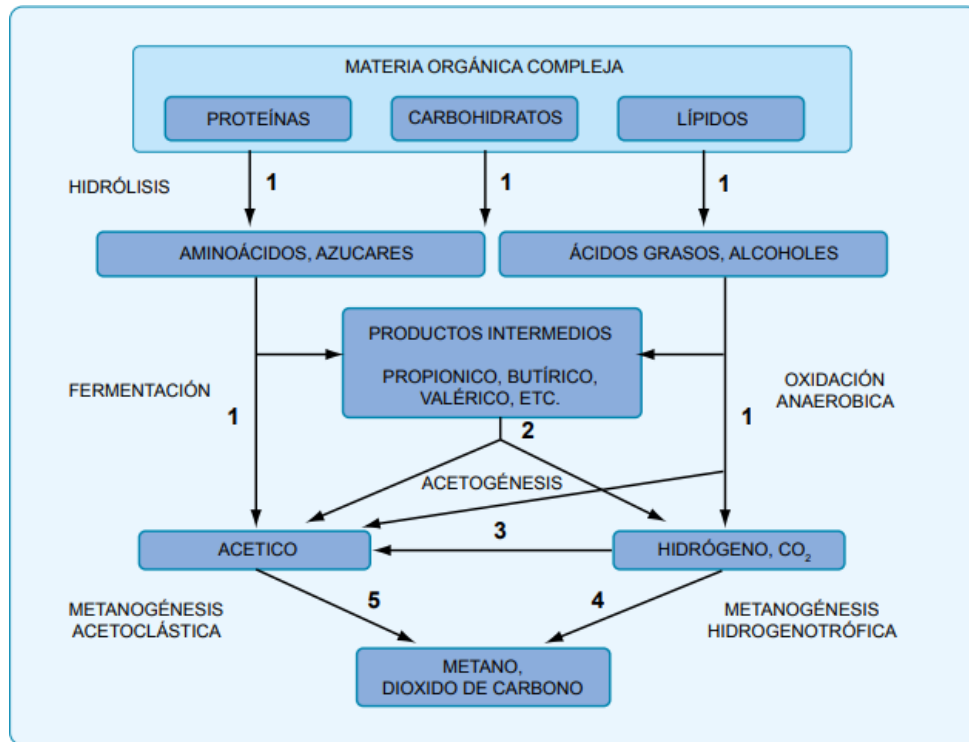 MATERIA ORGÁNICA COMPLEJA
PROTEÍNAS
CARBOHIDRATOS
LÍPIDOS
1
1
1
HIDRÓLISIS
AMINOÁCIDOS, AZUCARES
ÁCIDOS GRASOS, ALCOHOLES
PRODUCTOS INTERMEDIOS
PROPIONICO, BUTÍRICO,
VALÉRICO, ETC.
FERMENTACIÓN
OXIDACIÓN
ANAEROBICA
1
2
1
ACETOGÉNESIS
ACETICO
3
HIDRÓGENO, CO₂
METANOGÉNESIS
ACETOCLÁSTICA
5
4
METANOGÉNESIS
HIDROGENOTRÓFICA
METANO,
DIOXIDO DE CARBONO